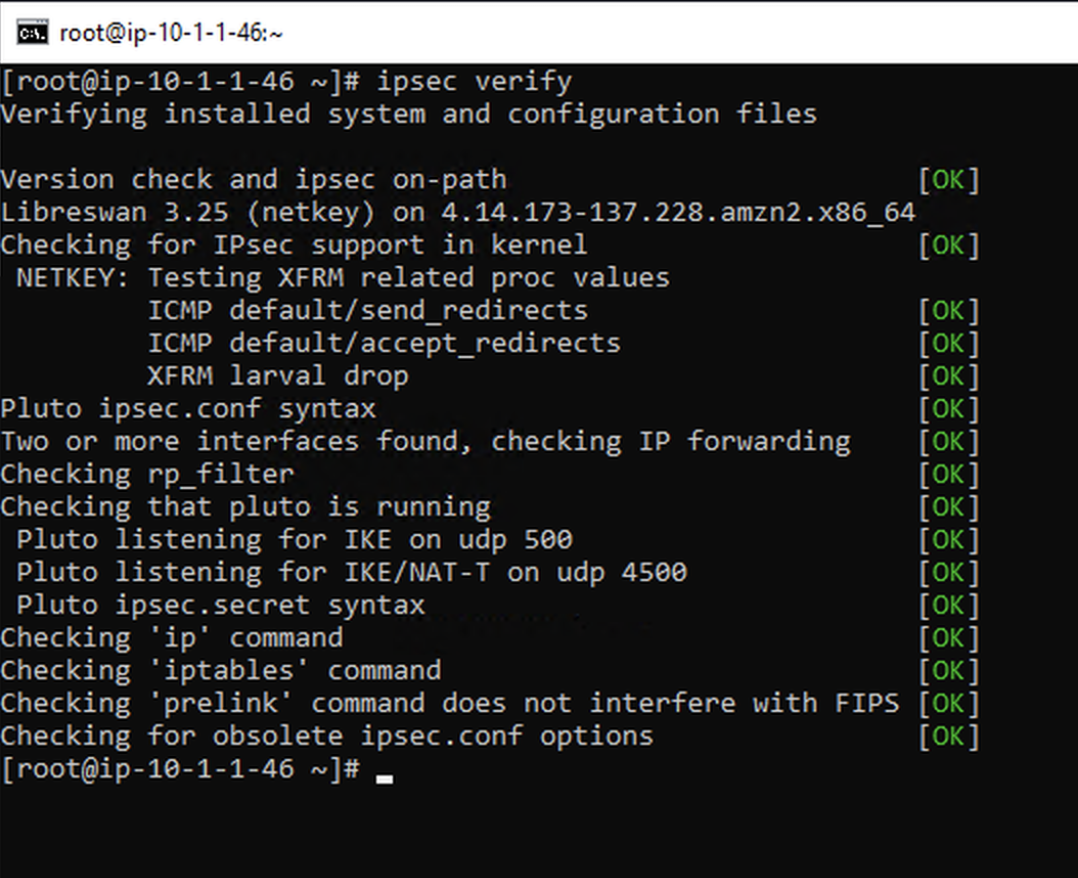 root@ip-10-1-1-46:~
[root@ip-10-1-1-46 ~]# ipsec verify
Verifying installed system and configuration files
Version check and ipsec on-path [OK]
Libreswan 3.25 (netkey) on 4.14.173-137.228.amzn2.x86_64
Checking for IPsec support in kernel [OK]
NETKEY: Testing XFRM related proc values
ICMP default/send_redirects [OK]
ICMP default/accept_redirects [OK]
XFRM larval drop [OK]
Pluto ipsec.conf syntax [OK]
Two or more interfaces found, checking IP forwarding [OK]
Checking rp_filter [OK]
Checking that pluto is running [OK]
Pluto listening for IKE on udp 500 [OK]
Pluto listening for IKE/NAT-T on udp 4500 [OK]
Pluto ipsec.secret syntax [OK]
Checking 'ip' command [OK]
Checking 'iptables' command [OK]
Checking 'prelink' command does not interfere with FIPS [OK]
Checking for obsolete ipsec.conf options [OK]
[root@ip-10-1-1-46 ~]#